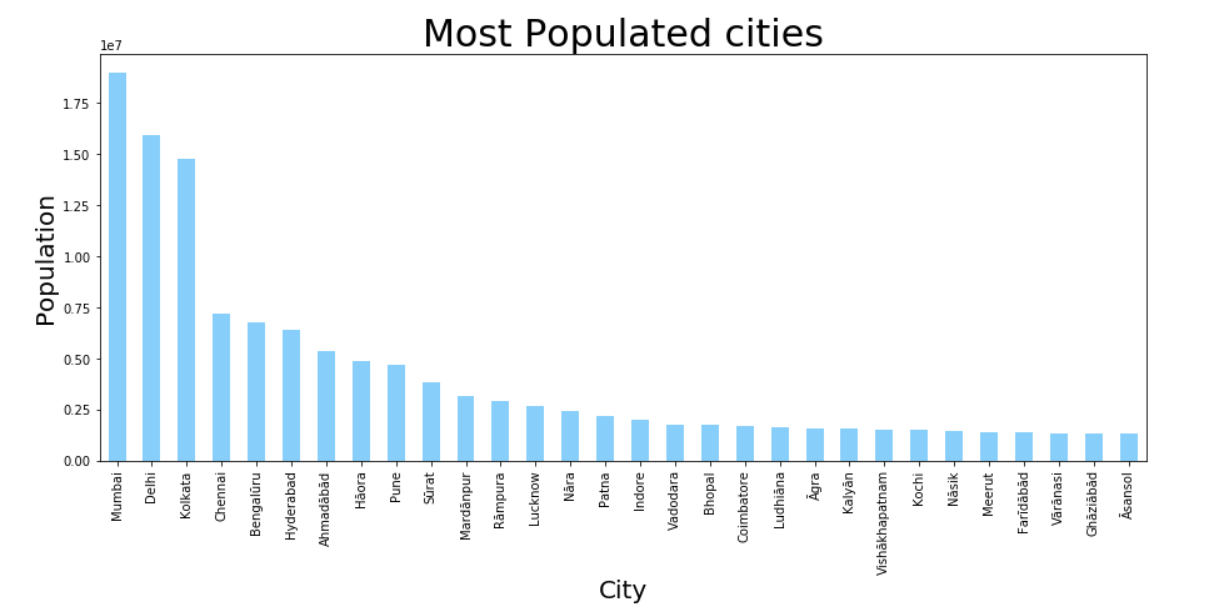 Most Populated cities
1e7
1.75
1.50
1.25
1.00
0.75
0.50
0.25
0.00
Population
Mumbai
Delhi
Kolkata
Chennai
Bengalūru
Hyderabad
Ahmadābād
Hāora
Pune
Sūrat
Mardānpur
Rāmpura
Lucknow
Nāra
Patna
Indore
Vadodara
Bhopal
Coimbatore
Ludhiāna
Āgra
Kalyān
Vishākhapatnam
Kochi
Nāsik
Meerut
Farīdābād
Vārānasi
Ghāziābād
Āsansol
City